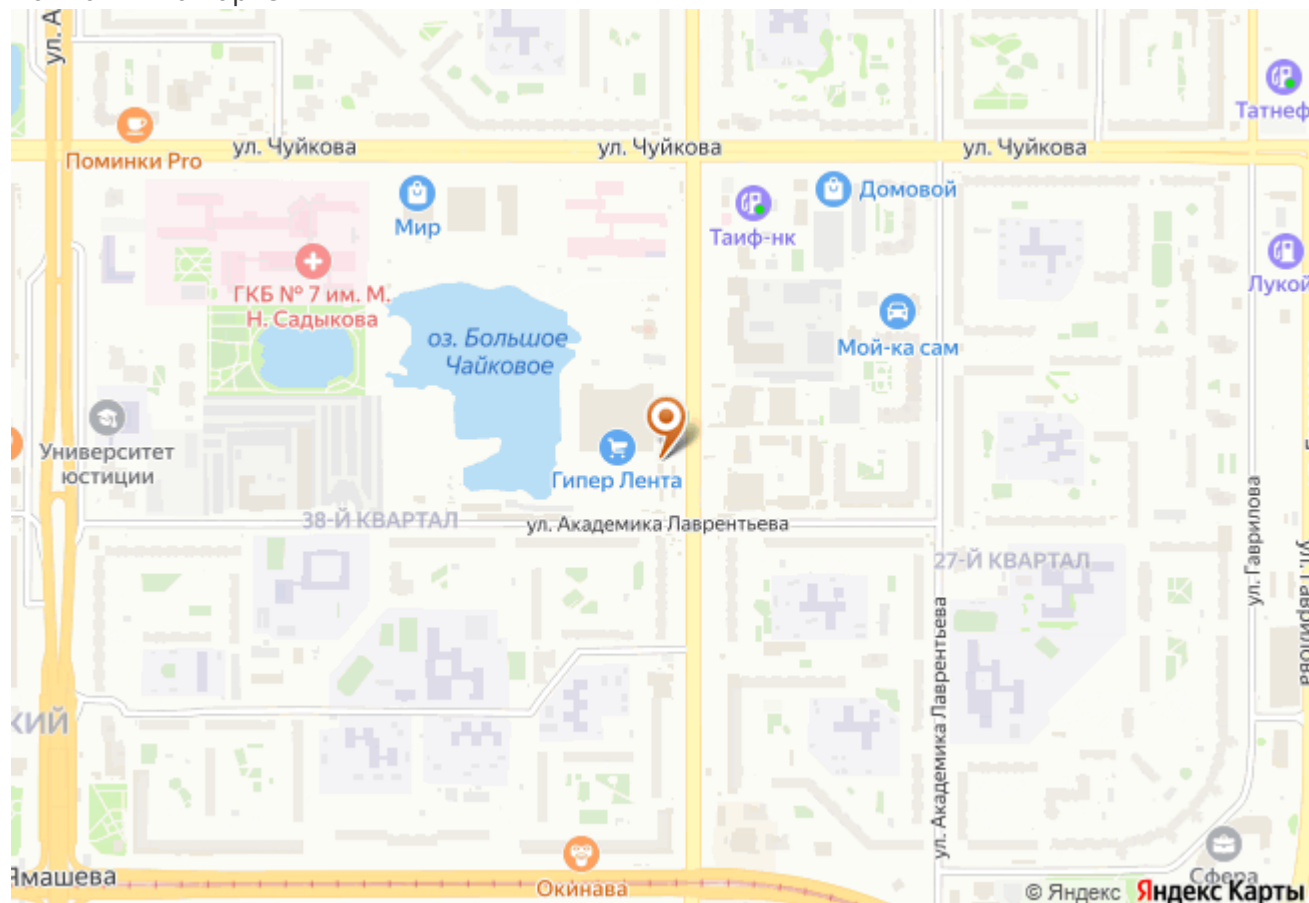 ул. А
Татнеф
Поминки Pro
ул. Чуйкова
ул. Чуйкова
ул. Чуйкова
Мир
Домовой
Таиф-нк
ГКБ № 7 им. М.
Н. Садыкова
Лукой
оз. Большое
Чайковое
Мой-ка сам
Университет
юстиции
Гипер Лента
38-Й КВАРТАЛ
ул. Академика Лаврентьева
27-Й КВАРТАЛ
ул. Гаврилова
ул. Гаврилова
ул. Академика Лаврентьева
КИЙ
Ямашева
Окинава
Сфера
© Яндекс Яндекс Карты